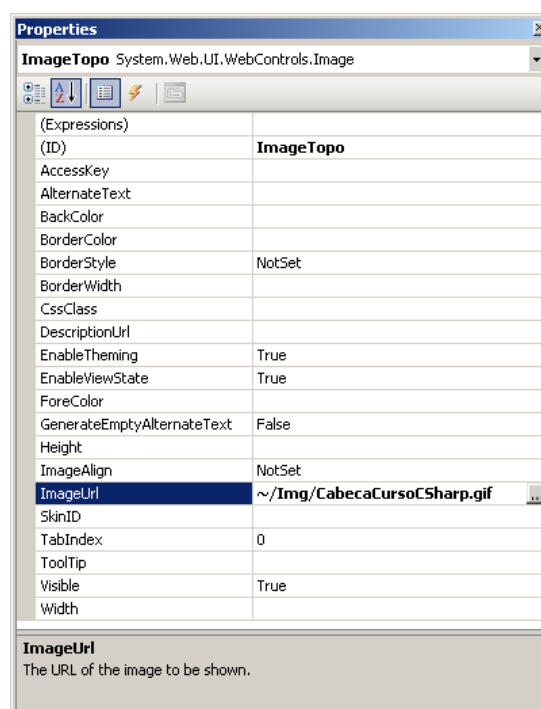 Properties
ImageTopo System.Web.UI.WebControls.Image
(Expressions)
(ID) ImageTopo
AccessKey
AlternateText
BackColor
BorderColor
BorderStyle NotSet
BorderWidth
CssClass
DescriptionUrl
EnableTheming True
EnableViewState True
ForeColor
GenerateEmptyAlternateText False
Height
ImageAlign NotSet
ImageUrl ~/Img/CabecaCursoCSharp.gif ...
SkinID
TabIndex 0
ToolTip
Visible True
Width
ImageUrl
The URL of the image to be shown.